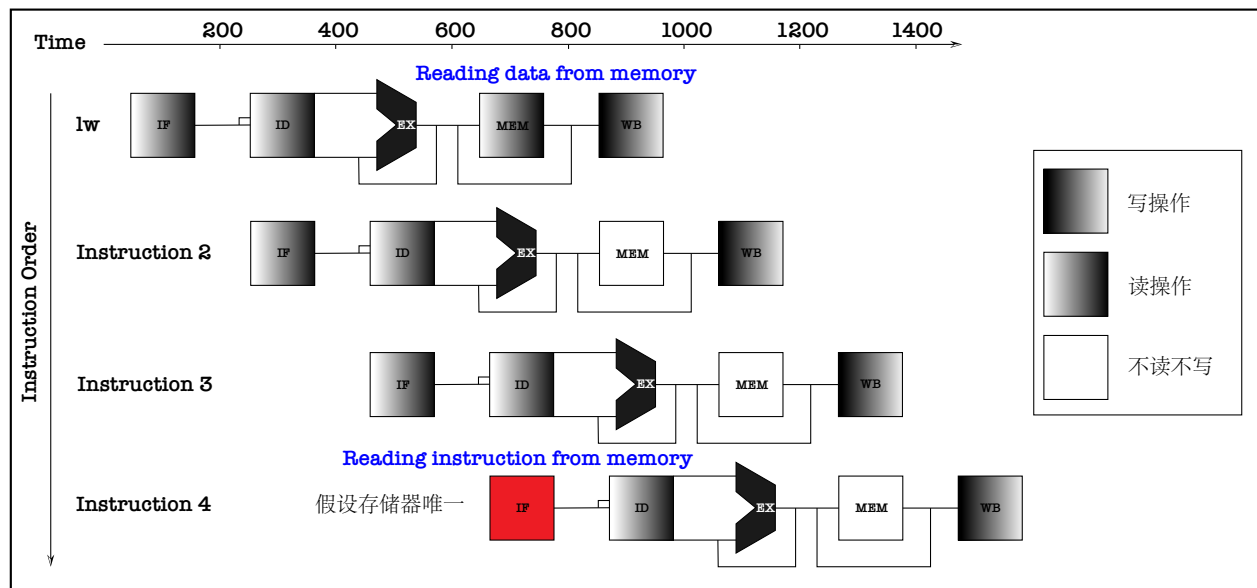 Time 200 400 600 800 1000 1200 1400
Reading data from memory
lw IF ID EX MEM WB
写操作
Instruction 2 IF ID EX MEM WB
读操作
Instruction 3 IF ID EX MEM WB
不读不写
Reading instruction from memory
Instruction 4 假设存储器唯一 IF ID EX MEM WB
Instruction Order